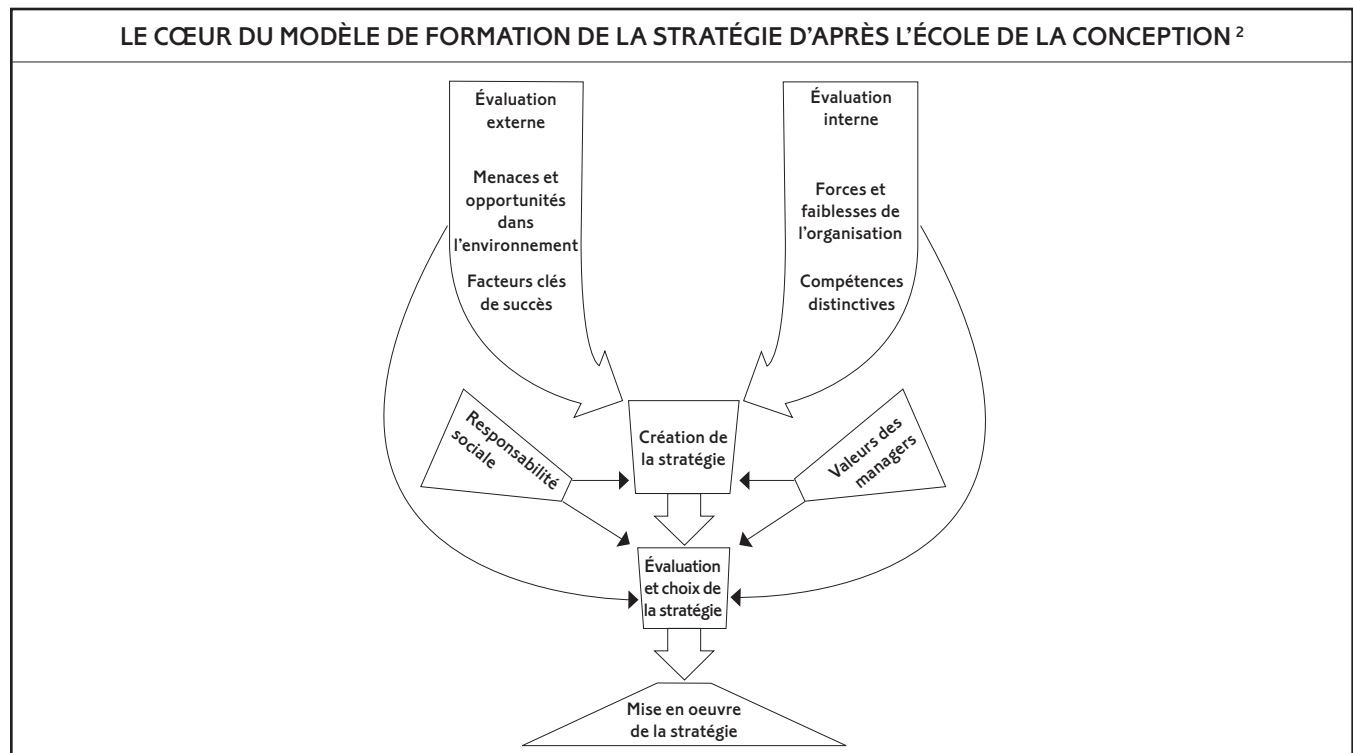 LE CŒUR DU MODÈLE DE FORMATION DE LA STRATÉGIE D'APRÈS L'ÉCOLE DE LA CONCEPTION ²
Évaluation
externe
Menaces et
opportunités
dans
l'environnement
Facteurs clés
de succès
Évaluation
interne
Forces et
faiblesses de
l'organisation
Compétences
distinctives
Responsabilité
sociale
Création de
la stratégie
Valeurs des
managers
Évaluation
et choix de
la stratégie
Mise en oeuvre
de la stratégie